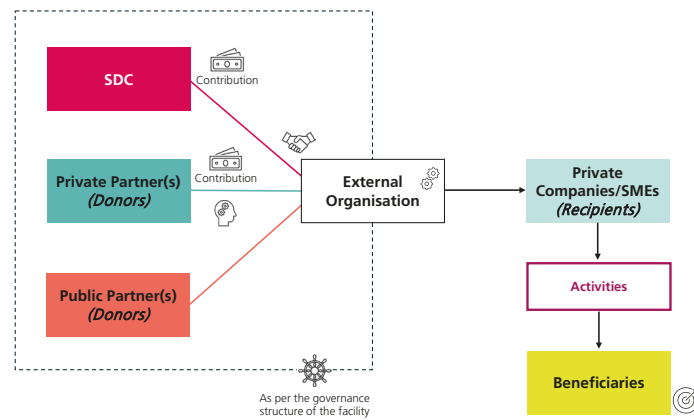 SDC
Contribution
Private Partner(s)
(Donors)
Contribution
External
Organisation
Private
Companies/SMEs
(Recipients)
Public Partner(s)
(Donors)
Activities
Beneficiaries
As per the governance
structure of the facility